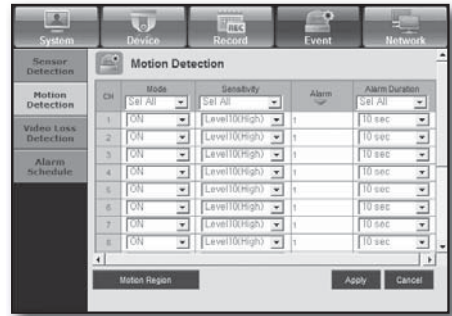 System Device REC Record Event Network
Sensor Detection
Motion Detection
Video Loss Detection
Alarm Schedule
Motion Detection
CH Mode Sensitivity Alarm Alarm Duration
Sel All Sel All Sel All
1 ON Level10(High) 1 10 sec
2 ON Level10(High) 1 10 sec
3 ON Level10(High) 1 10 sec
4 ON Level10(High) 1 10 sec
5 ON Level10(High) 1 10 sec
6 ON Level10(High) 1 10 sec
7 ON Level10(High) 1 10 sec
8 ON Level10(High) 1 10 sec
Motion Region Apply Cancel